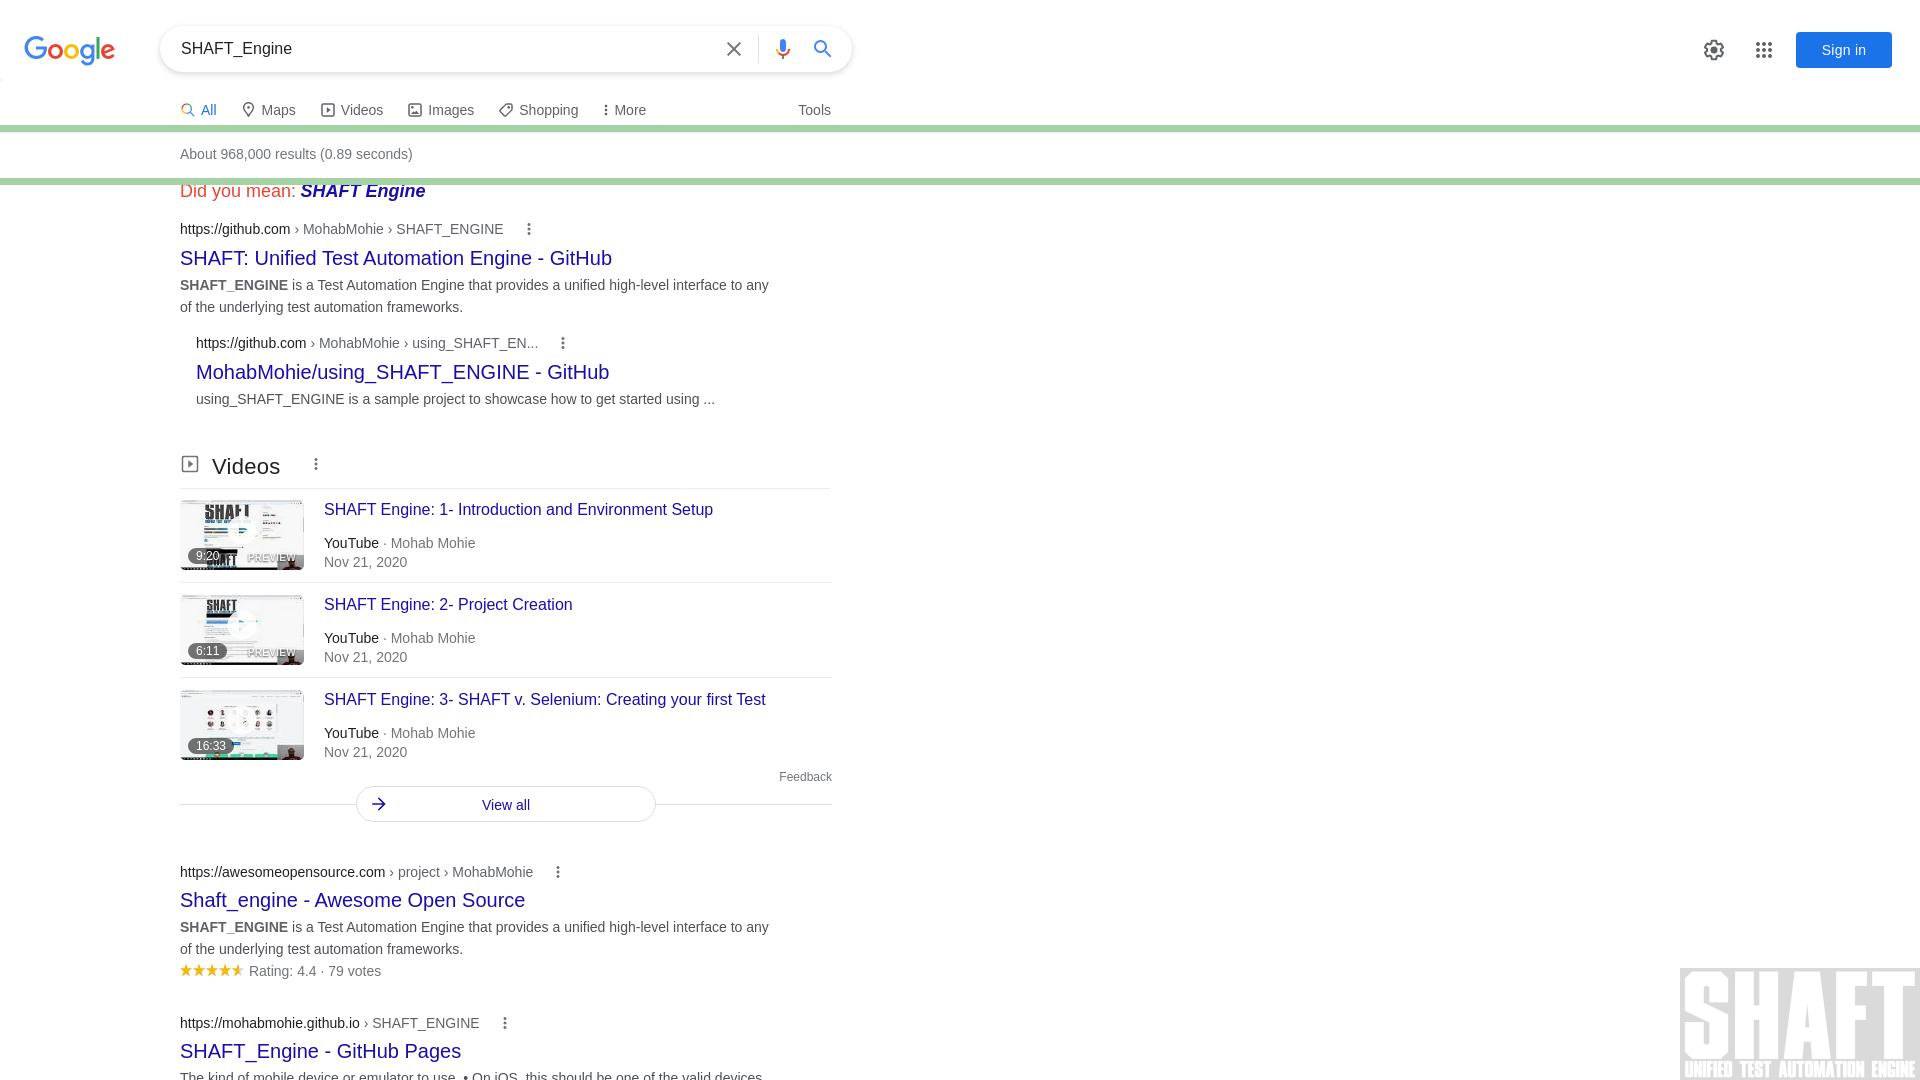 Google
SHAFT_Engine
Sign in
All
Maps
Videos
Images
Shopping
More
Tools
About 968,000 results (0.89 seconds)
Did you mean: SHAFT Engine
https://github.com › MohabMohie › SHAFT_ENGINE
SHAFT: Unified Test Automation Engine - GitHub
SHAFT_ENGINE is a Test Automation Engine that provides a unified high-level interface to any
of the underlying test automation frameworks.
https://github.com › MohabMohie › using_SHAFT_EN...
MohabMohie/using_SHAFT_ENGINE - GitHub
using_SHAFT_ENGINE is a sample project to showcase how to get started using ...
Videos
SHAFT
9:20
PREVIEW
SHAFT Engine: 1- Introduction and Environment Setup
YouTube · Mohab Mohie
Nov 21, 2020
SHAFT
6:11
PREVIEW
SHAFT Engine: 2- Project Creation
YouTube · Mohab Mohie
Nov 21, 2020
16:33
SHAFT Engine: 3- SHAFT v. Selenium: Creating your first Test
YouTube · Mohab Mohie
Nov 21, 2020
Feedback
View all
https://awesomeopensource.com › project › MohabMohie
Shaft_engine - Awesome Open Source
SHAFT_ENGINE is a Test Automation Engine that provides a unified high-level interface to any
of the underlying test automation frameworks.
Rating: 4.4 · 79 votes
https://mohabmohie.github.io › SHAFT_ENGINE
SHAFT_Engine - GitHub Pages
The kind of mobile device or emulator to use. • On iOS, this should be one of the valid devices
SHAFT
UNIFIED TEST AUTOMATION ENGINE